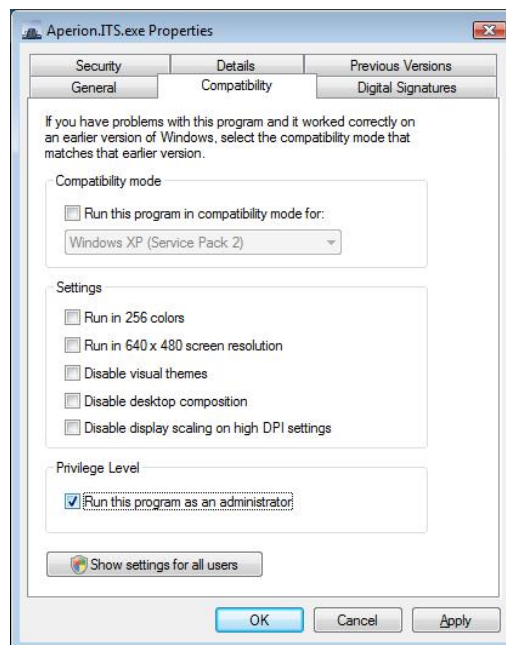 Aperion.ITS.exe Properties
Security Details Previous Versions
General Compatibility Digital Signatures
If you have problems with this program and it worked correctly on
an earlier version of Windows, select the compatibility mode that
matches that earlier version.
Compatibility mode
Run this program in compatibility mode for:
Windows XP (Service Pack 2)
Settings
Run in 256 colors
Run in 640 x 480 screen resolution
Disable visual themes
Disable desktop composition
Disable display scaling on high DPI settings
Privilege Level
Run this program as an administrator
Show settings for all users
OK Cancel Apply